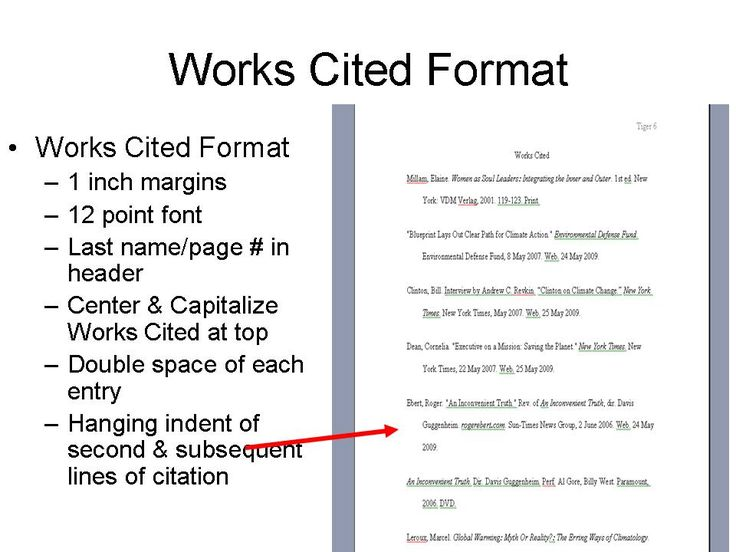 Works Cited Format
• Works Cited Format
– 1 inch margins
– 12 point font
– Last name/page # in
header
– Center & Capitalize
Works Cited at top
– Double space of each
entry
– Hanging indent of
second & subsequent
lines of citation
Tiger 6
Works Cited
Millam, Elaine. Women as Soul Leaders: Integrating the Inner and Outer. 1st ed. New
York: VDM Verlag, 2001. 119-123. Print.
"Blueprint Lays Out Clear Path for Climate Action." Environmental Defense Fund.
Environmental Defense Fund, 8 May 2007. Web. 24 May 2009.
Clinton, Bill. Interview by Andrew C. Revkin. "Clinton on Climate Change." New York
Times. New York Times, May 2007. Web. 25 May 2009.
Dean, Cornelia. "Executive on a Mission: Saving the Planet." New York Times. New
York Times, 22 May 2007. Web. 25 May 2009.
Ebert, Roger. "An Inconvenient Truth." Rev. of An Inconvenient Truth, dir. Davis
Guggenheim. rogerebert.com. Sun-Times News Group, 2 June 2006. Web. 24 May
2009.
An Inconvenient Truth. Dir. Davis Guggenheim. Perf. Al Gore, Billy West. Paramount,
2006. DVD.
Leroux, Marcel. Global Warming: Myth Or Reality?: The Erring Ways of Climatology.